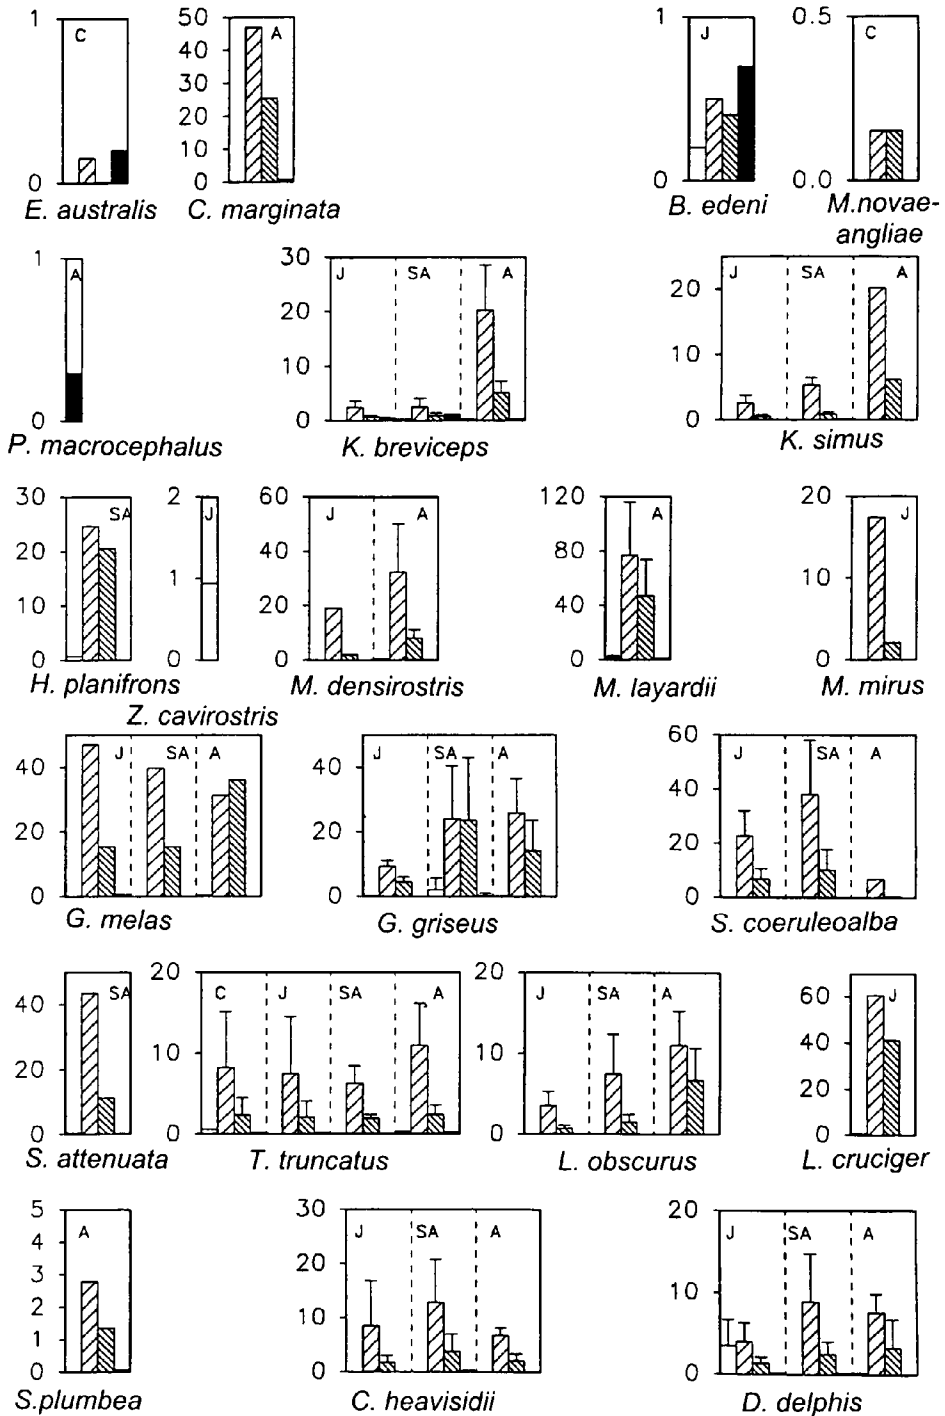 1
0
C
E. australis
50
40
30
20
10
0
A
C. marginata
1
0
J
B. edeni
0.5
0.0
C
M.novae-
angliae
1
0
A
P. macrocephalus
30
20
10
0
J SA A
K. breviceps
20
10
0
J SA A
K. simus
30
20
10
0
SA
H. planifrons
2
1
0
J
Z. cavirostris
60
40
20
0
J A
M. densirostris
120
80
40
0
A
M. layardii
20
10
0
J
M. mirus
40
20
0
J SA A
G. melas
40
20
0
J SA A
G. griseus
60
40
20
0
J SA A
S. coeruleoalba
40
20
0
SA
S. attenuata
20
10
0
C J SA A
T. truncatus
20
10
0
J SA A
L. obscurus
60
40
20
0
J
L. cruciger
5
4
3
2
1
0
A
S.plumbea
30
20
10
0
J SA A
C. heavisidii
20
10
0
J SA A
D. delphis